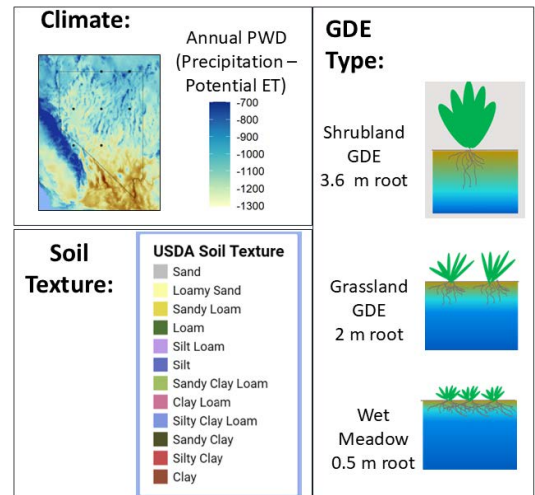 Climate:
Annual PWD
(Precipitation –
Potential ET)
-700
-800
-900
-1000
-1100
-1200
-1300
Soil
Texture:
USDA Soil Texture
Sand
Loamy Sand
Sandy Loam
Loam
Silt Loam
Silt
Sandy Clay Loam
Clay Loam
Silty Clay Loam
Sandy Clay
Silty Clay
Clay
GDE
Type:
Shrubland
GDE
3.6 m root
Grassland
GDE
2 m root
Wet
Meadow
0.5 m root